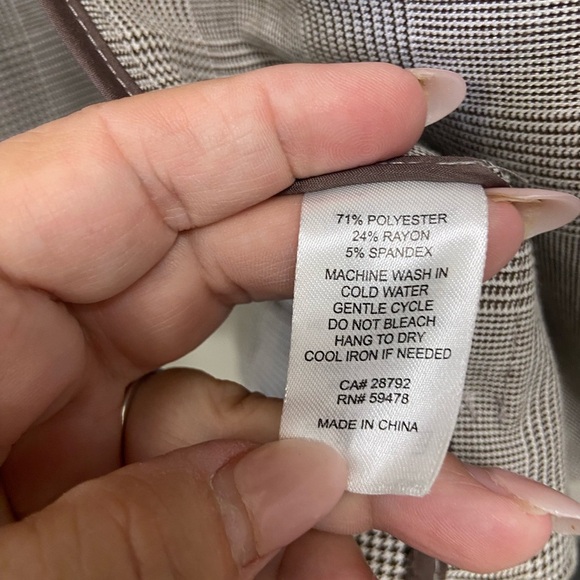 71% POLYESTER
24% RAYON
5% SPANDEX
MACHINE WASH IN
COLD WATER
GENTLE CYCLE
DO NOT BLEACH
HANG TO DRY
COOL IRON IF NEEDED
CA# 28792
RN# 59478
MADE IN CHINA